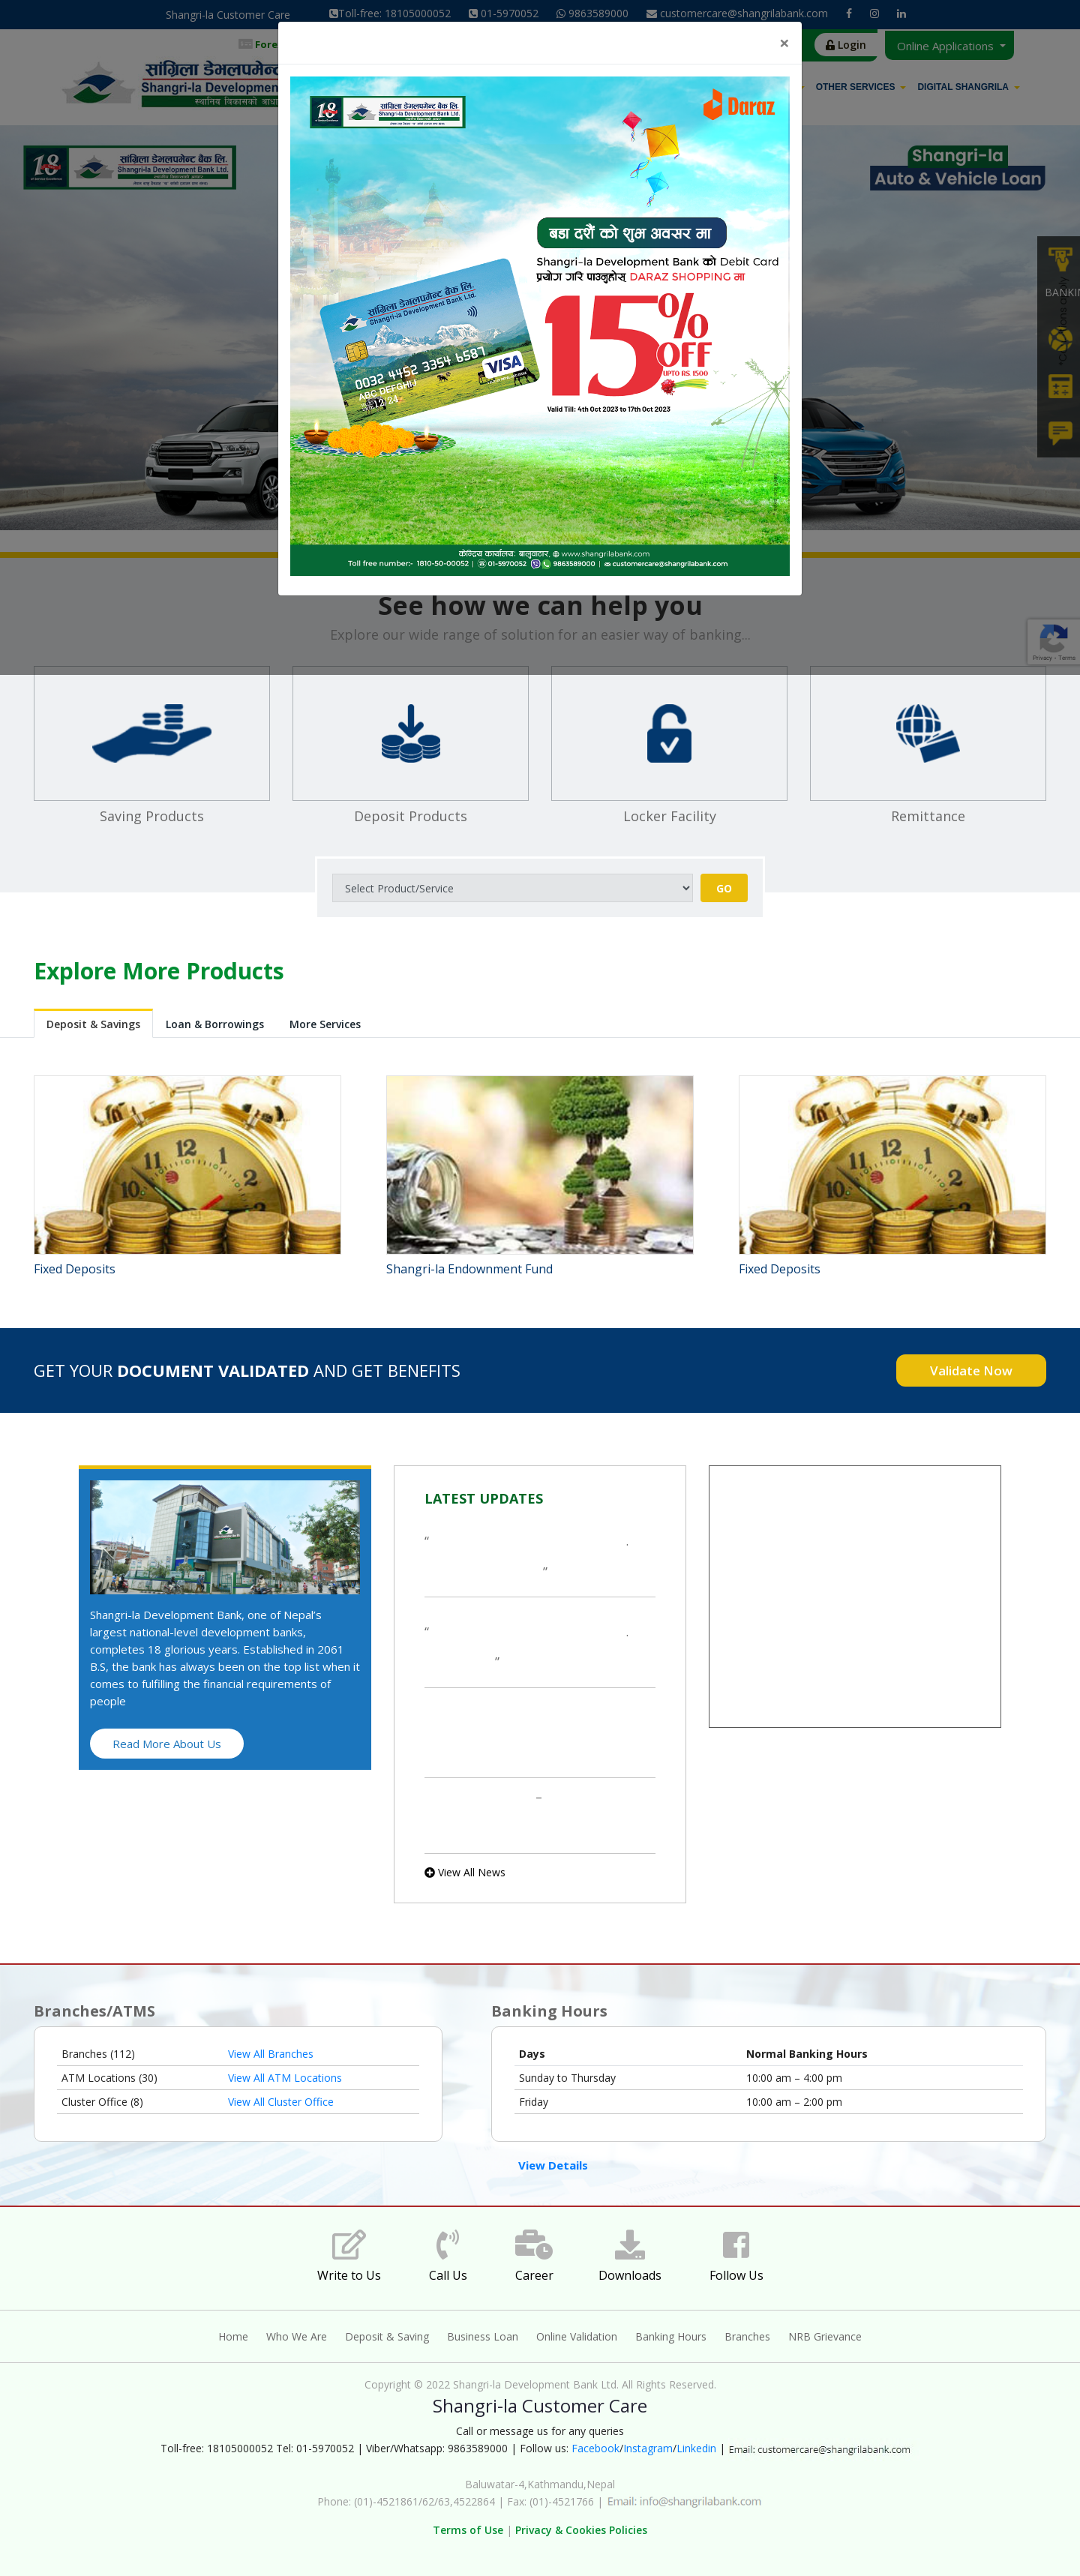 Shangri-la Customer Care
Toll-free: 18105000052
01-5970052
9863589000
customercare@shangrilabank.com
×
Login
Online Applications
सांग्रिला डेभलपमेन्ट
Shangri-la Developmen
OTHER SERVICES
DIGITAL SHANGRILA
18
सांग्रिला डेभलपमेन्ट बैंक लि.
Shangri-la Development Bank Ltd.
Shangri-la
Auto & Vehicle Loan
18
सांग्रिला डेभलपमेन्ट बैंक लि.
Shangri-la Development Bank Ltd.
Daraz
बडा दशैं को शुभ अवसर मा
Shangri-la Development Bank को Debit Card
प्रयोग गरि पाउनुहोस् DARAZ SHOPPING मा
15% OFF
UPTO RS. 1500
Valid Till: 4th Oct 2023 to 17th Oct 2023
सांग्रिला डेभलपमेन्ट बैंक लि.
Shangri-la Development Bank Ltd.
0032 4452 3354 6587
ABC DEFGHIJ
12/24
VISA
केन्द्रिय कार्यालय: बालुवाटार, www.shangrilabank.com
Toll free number:- 1810-50-00052 | 01-5970052 9863589000 | customercare@shangrilabank.com
BANKIN
Privacy - Terms
See how we can help you
Explore our wide range of solution for an easier way of banking...
Saving Products
Deposit Products
Locker Facility
Remittance
Select Product/Service
GO
Explore More Products
Deposit & Savings
Loan & Borrowings
More Services
Fixed Deposits
Shangri-la Endownment Fund
Fixed Deposits
GET YOUR DOCUMENT VALIDATED AND GET BENEFITS
Validate Now
Shangri-la Development Bank, one of Nepal’s
largest national-level development banks,
completes 18 glorious years. Established in 2061
B.S, the bank has always been on the top list when it
comes to fulfilling the financial requirements of
people
Read More About Us
LATEST UPDATES
“ .
”
“ .
”
–
View All News
Branches/ATMS
Branches (112) View All Branches
ATM Locations (30) View All ATM Locations
Cluster Office (8) View All Cluster Office
Banking Hours
Days Normal Banking Hours
Sunday to Thursday 10:00 am – 4:00 pm
Friday 10:00 am – 2:00 pm
View Details
Write to Us
Call Us
Career
Downloads
Follow Us
Home Who We Are Deposit & Saving Business Loan Online Validation Banking Hours Branches NRB Grievance
Copyright © 2022 Shangri-la Development Bank Ltd. All Rights Reserved.
Shangri-la Customer Care
Call or message us for any queries
Toll-free: 18105000052 Tel: 01-5970052 | Viber/Whatsapp: 9863589000 | Follow us: Facebook/Instagram/Linkedin | Email: customercare@shangrilabank.com
Baluwatar-4,Kathmandu,Nepal
Phone: (01)-4521861/62/63,4522864 | Fax: (01)-4521766 | Email: info@shangrilabank.com
Terms of Use | Privacy & Cookies Policies